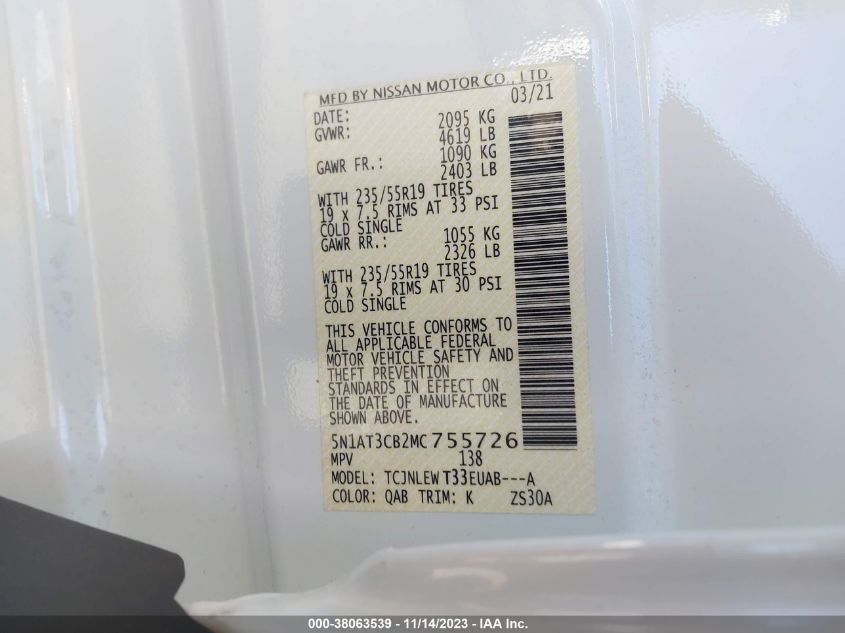 MFD BY NISSAN MOTOR CO., LTD.
DATE: 03/21
GVWR: 2095 KG
4619 LB
GAWR FR.: 1090 KG
2403 LB
WITH 235/55R19 TIRES
19 x 7.5 RIMS AT 33 PSI
COLD SINGLE
GAWR RR.: 1055 KG
2326 LB
WITH 235/55R19 TIRES
19 x 7.5 RIMS AT 30 PSI
COLD SINGLE
THIS VEHICLE CONFORMS TO
ALL APPLICABLE FEDERAL
MOTOR VEHICLE SAFETY AND
THEFT PREVENTION
STANDARDS IN EFFECT ON
THE DATE OF MANUFACTURE
SHOWN ABOVE.
5N1AT3CB2MC755726
MPV 138
MODEL: TCJNLEW T33EUAB---A
COLOR: QAB TRIM: K ZS30A
000-38063539 - 11/14/2023 - IAA Inc.